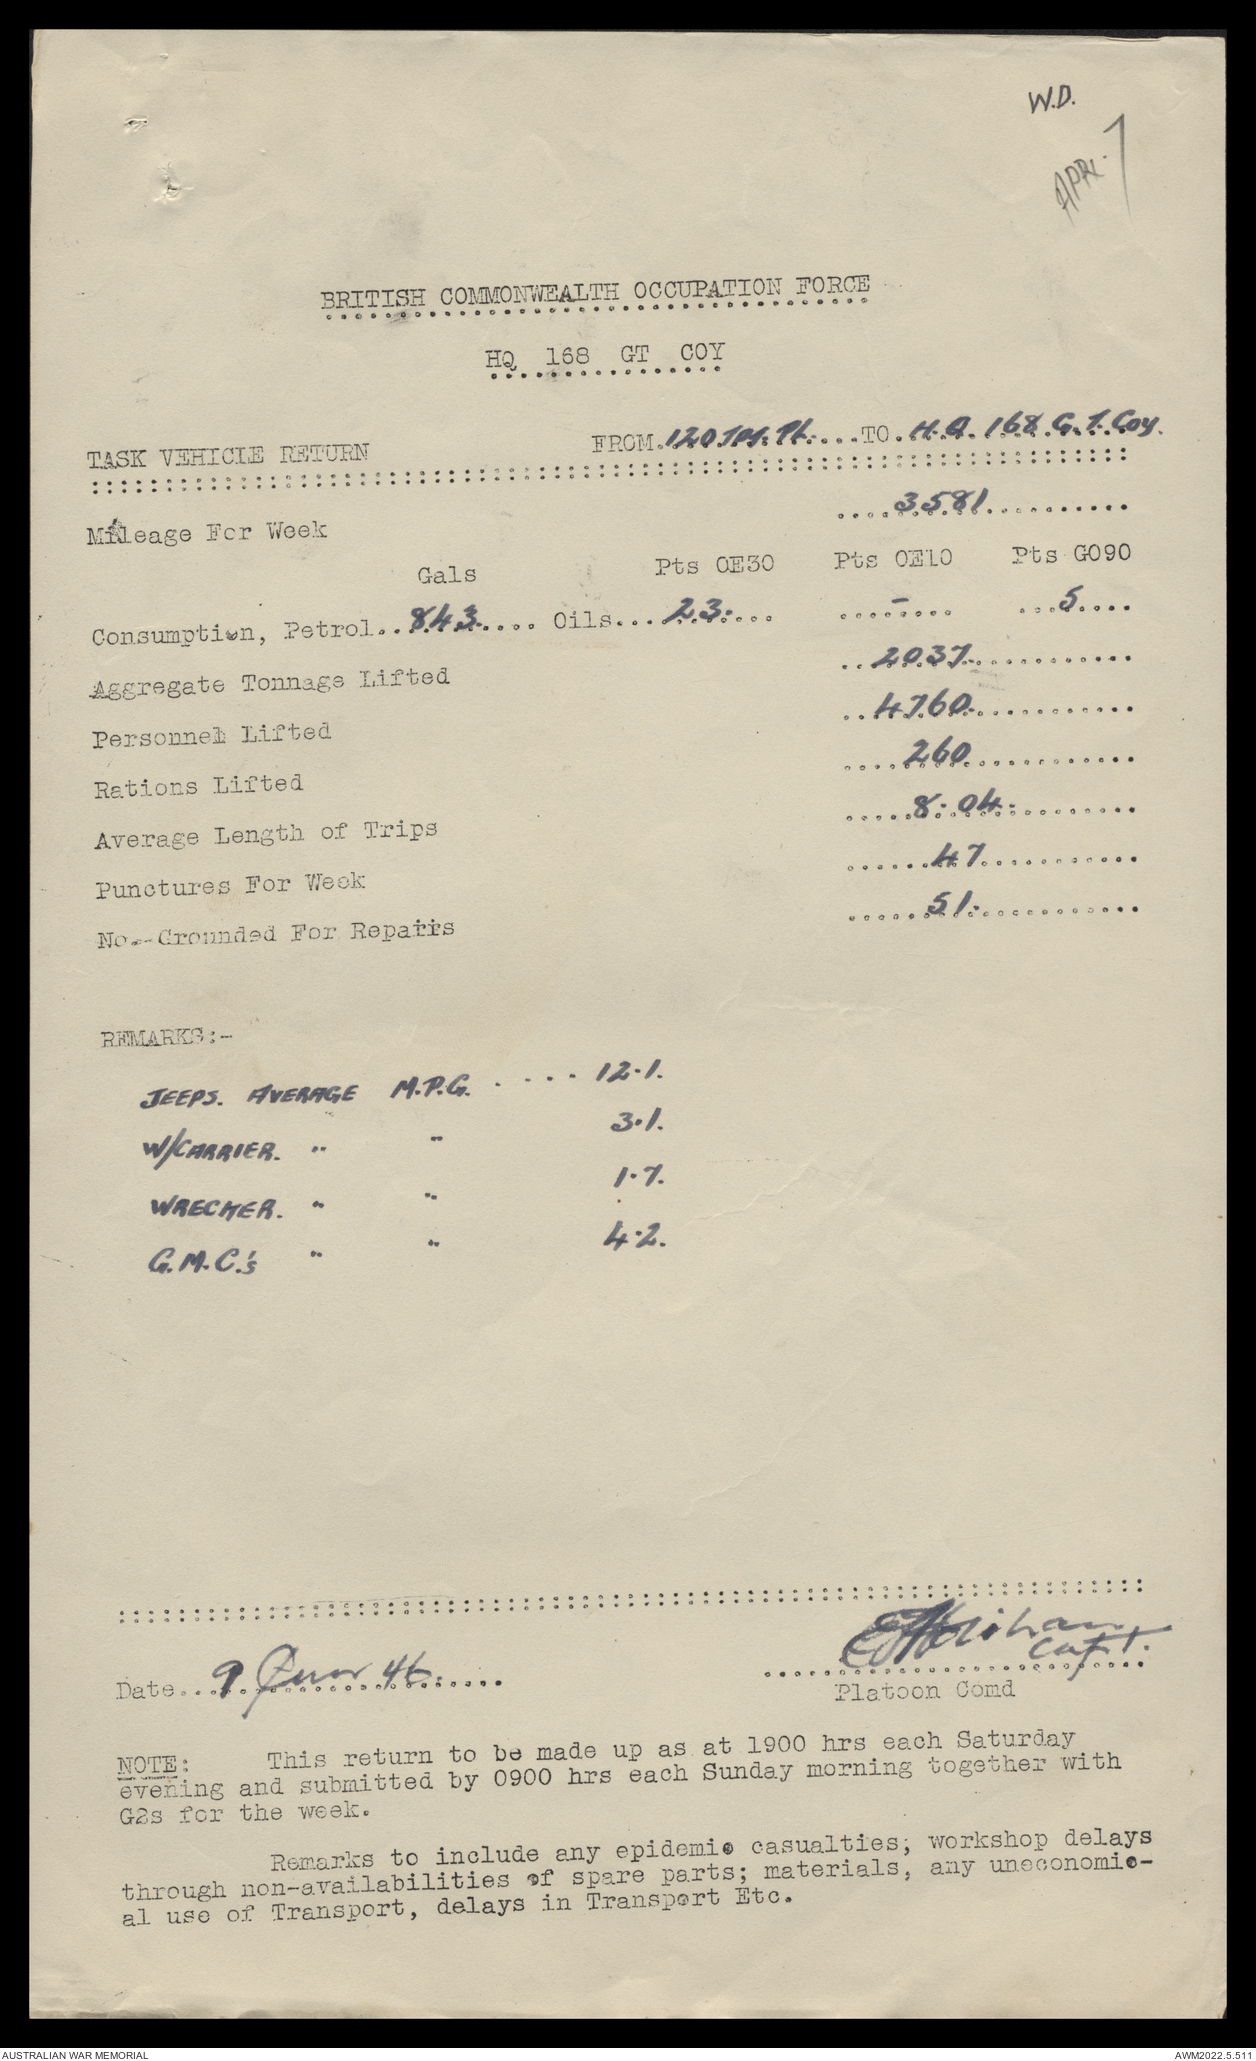 W.D.
BRITISH COMMONWEALTH OCCUPATION FORCE
HQ 168 GT COY
TASK VEHICLE RETURN FROM.120 Tpt. Pl.....TO.H.Q. 168 G.T. Coy.
Mileage For Week ....3581...........
Gals Pts OE30 Pts OE10 Pts GO90
Consumption, Petrol..843..... Oils....23.... ....-.... ...5....
Aggregate Tonnage Lifted ..2037............
Personnel Lifted ..4760............
Rations Lifted ....260............
Average Length of Trips .....8.04.........
Punctures For Week ......47...........
No.-Grounded For Repairs .....51............
REMARKS:-
JEEPS. AVERAGE M.P.G. .... 12.1.
W/CARRIER. " " 3.1.
WRECKER. " " 1.7.
G.M.C.'s " " 4.2.
Capt.
Date...9 June 46.....
Platoon Comd
NOTE: This return to be made up as at 1900 hrs each Saturday
evening and submitted by 0900 hrs each Sunday morning together with
G2s for the week.
Remarks to include any epidemic casualties; workshop delays
through non-availabilities of spare parts; materials, any uneconomic-
al use of Transport, delays in Transport Etc.
AUSTRALIAN WAR MEMORIAL AWM2022.5.511